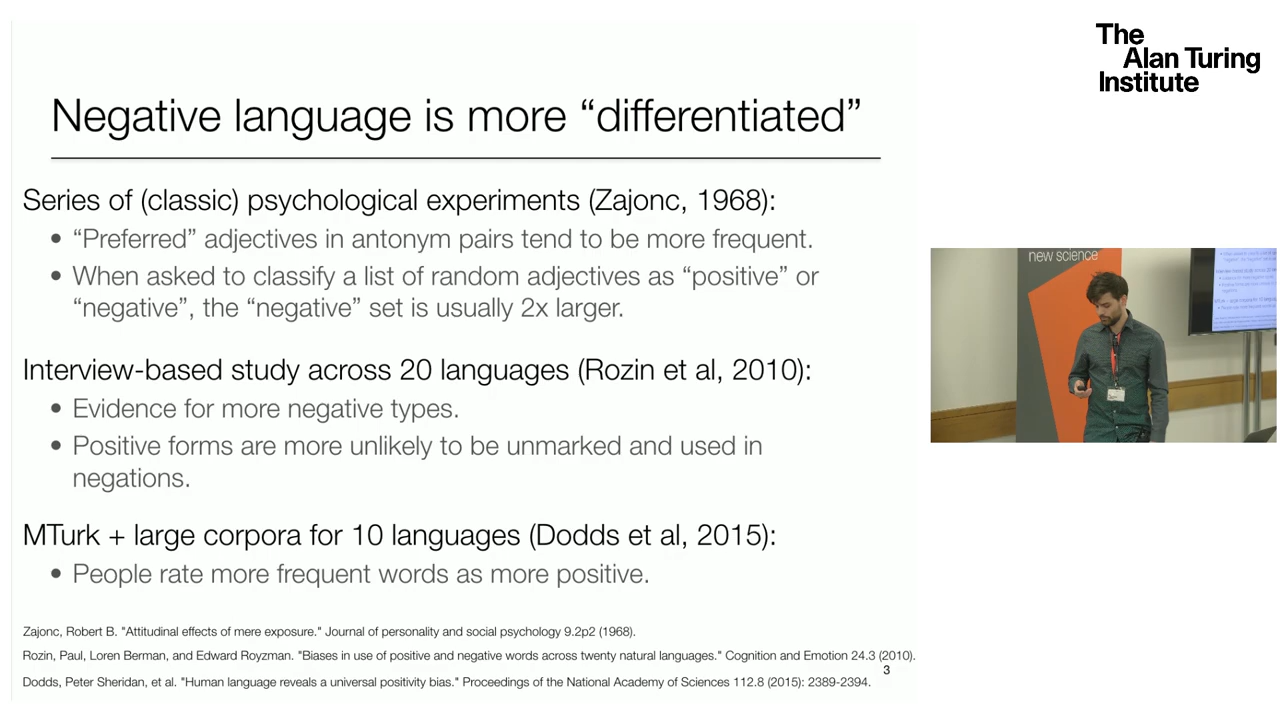 The
Alan Turing
Institute
Negative language is more “differentiated”
Series of (classic) psychological experiments (Zajonc, 1968):
• “Preferred” adjectives in antonym pairs tend to be more frequent.
• When asked to classify a list of random adjectives as “positive” or
“negative”, the “negative” set is usually 2x larger.
Interview-based study across 20 languages (Rozin et al, 2010):
• Evidence for more negative types.
• Positive forms are more unlikely to be unmarked and used in
negations.
MTurk + large corpora for 10 languages (Dodds et al, 2015):
• People rate more frequent words as more positive.
Zajonc, Robert B. "Attitudinal effects of mere exposure." Journal of personality and social psychology 9.2p2 (1968).
Rozin, Paul, Loren Berman, and Edward Royzman. "Biases in use of positive and negative words across twenty natural languages." Cognition and Emotion 24.3 (2010).
Dodds, Peter Sheridan, et al. "Human language reveals a universal positivity bias." Proceedings of the National Academy of Sciences 112.8 (2015): 2389-2394.
3
new science